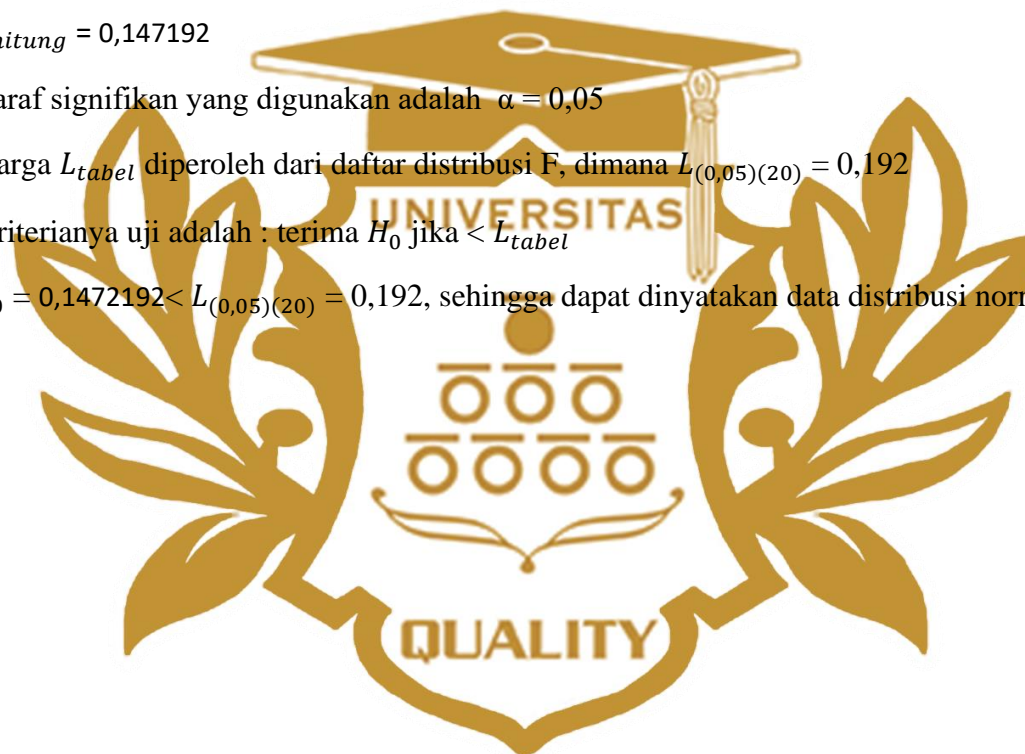 hitung = 0,147192
araf signifikan yang digunakan adalah α = 0,05
arga L_tabel diperoleh dari daftar distribusi F, dimana L_(0,05)(20) = 0,192
UNIVERSITAS
riterianya uji adalah : terima H_0 jika < L_tabel
0 = 0,1472192< L_(0,05)(20) = 0,192, sehingga dapat dinyatakan data distribusi nor
QUALITY